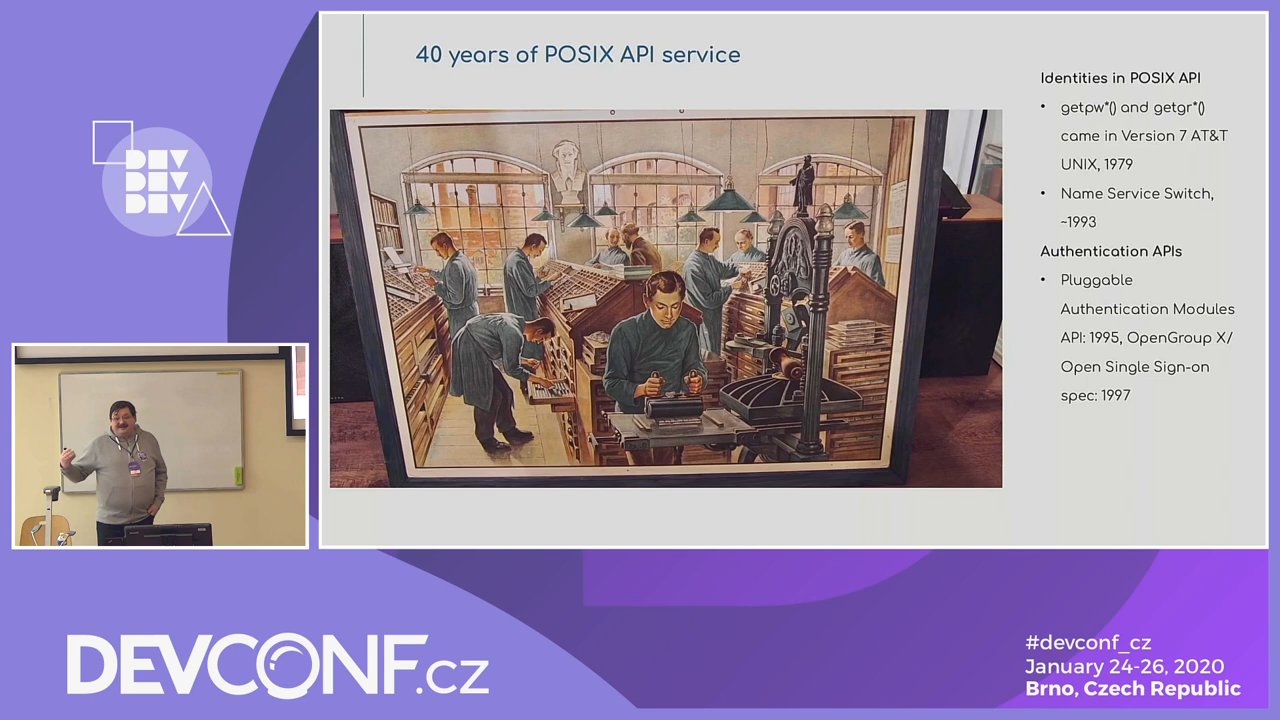 40 years of POSIX API service
Identities in POSIX API
• getpw*() and getgr*()
came in Version 7 AT&T
UNIX, 1979
• Name Service Switch,
~1993
Authentication APIs
• Pluggable
Authentication Modules
API: 1995, OpenGroup X/
Open Single Sign-on
spec: 1997
DEV
DEV
DEV
DEVCONF.cz
#devconf_cz
January 24-26, 2020
Brno, Czech Republic